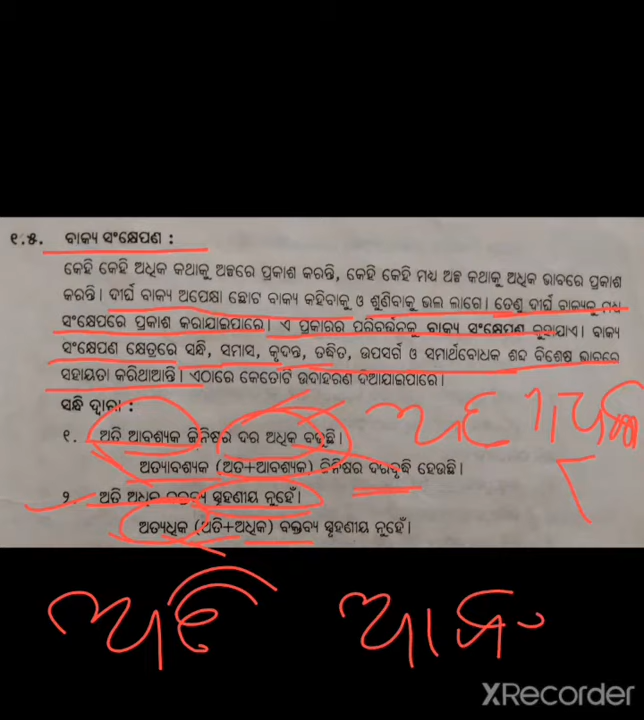 ୧.୫. ବାକ୍ୟ ସଂକ୍ଷେପଣ :
କେହି କେହି ଅଧିକ କଥାକୁ ଅଳ୍ପରେ ପ୍ରକାଶ କରନ୍ତି, କେହି କେହି ମଧ୍ୟ ଅଳ୍ପ କଥାକୁ ଅଧିକ ଭାବରେ ପ୍ରକାଶ
କରନ୍ତି। ଦୀର୍ଘ ବାକ୍ୟ ଅପେକ୍ଷା ଛୋଟ ବାକ୍ୟ କହିବାକୁ ଓ ଶୁଣିବାକୁ ଭଲ ଲାଗେ। ତେଣୁ ଦୀର୍ଘ ବାକ୍ୟକୁ ମଧ୍ୟ
ସଂକ୍ଷେପରେ ପ୍ରକାଶ କରାଯାଇପାରେ। ଏ ପ୍ରକାରର ପରିବର୍ତ୍ତନକୁ ବାକ୍ୟ ସଂକ୍ଷେପଣ କୁହାଯାଏ। ବାକ୍ୟ
ସଂକ୍ଷେପଣ କ୍ଷେତ୍ରରେ ସନ୍ଧି, ସମାସ, କୃଦନ୍ତ, ତଦ୍ଧିତ, ଉପସର୍ଗ ଓ ସମାର୍ଥବୋଧକ ଶବ୍ଦ ବିଶେଷ ଭାବରେ
ସହାୟତା କରିଥାଆନ୍ତି। ଏଠାରେ କେତୋଟି ଉଦାହରଣ ଦିଆଯାଇପାରେ।
ସନ୍ଧି ଦ୍ୱାରା :
୧. ଅତି ଆବଶ୍ୟକ ଜିନିଷର ଦର ଅଧିକ ବଢୁଛି।
ଅତ୍ୟାବଶ୍ୟକ (ଅତି+ଆବଶ୍ୟକ) ଜିନିଷର ଦରବୃଦ୍ଧି ହେଉଛି।
୨. ଅତି ଅଧିକ ବକ୍ତବ୍ୟ ସ୍ପୃହଣୀୟ ନୁହେଁ।
ଅତ୍ୟଧିକ (ଅତି+ଅଧିକ) ବକ୍ତବ୍ୟ ସ୍ପୃହଣୀୟ ନୁହେଁ।
ଅତି
XRecorder